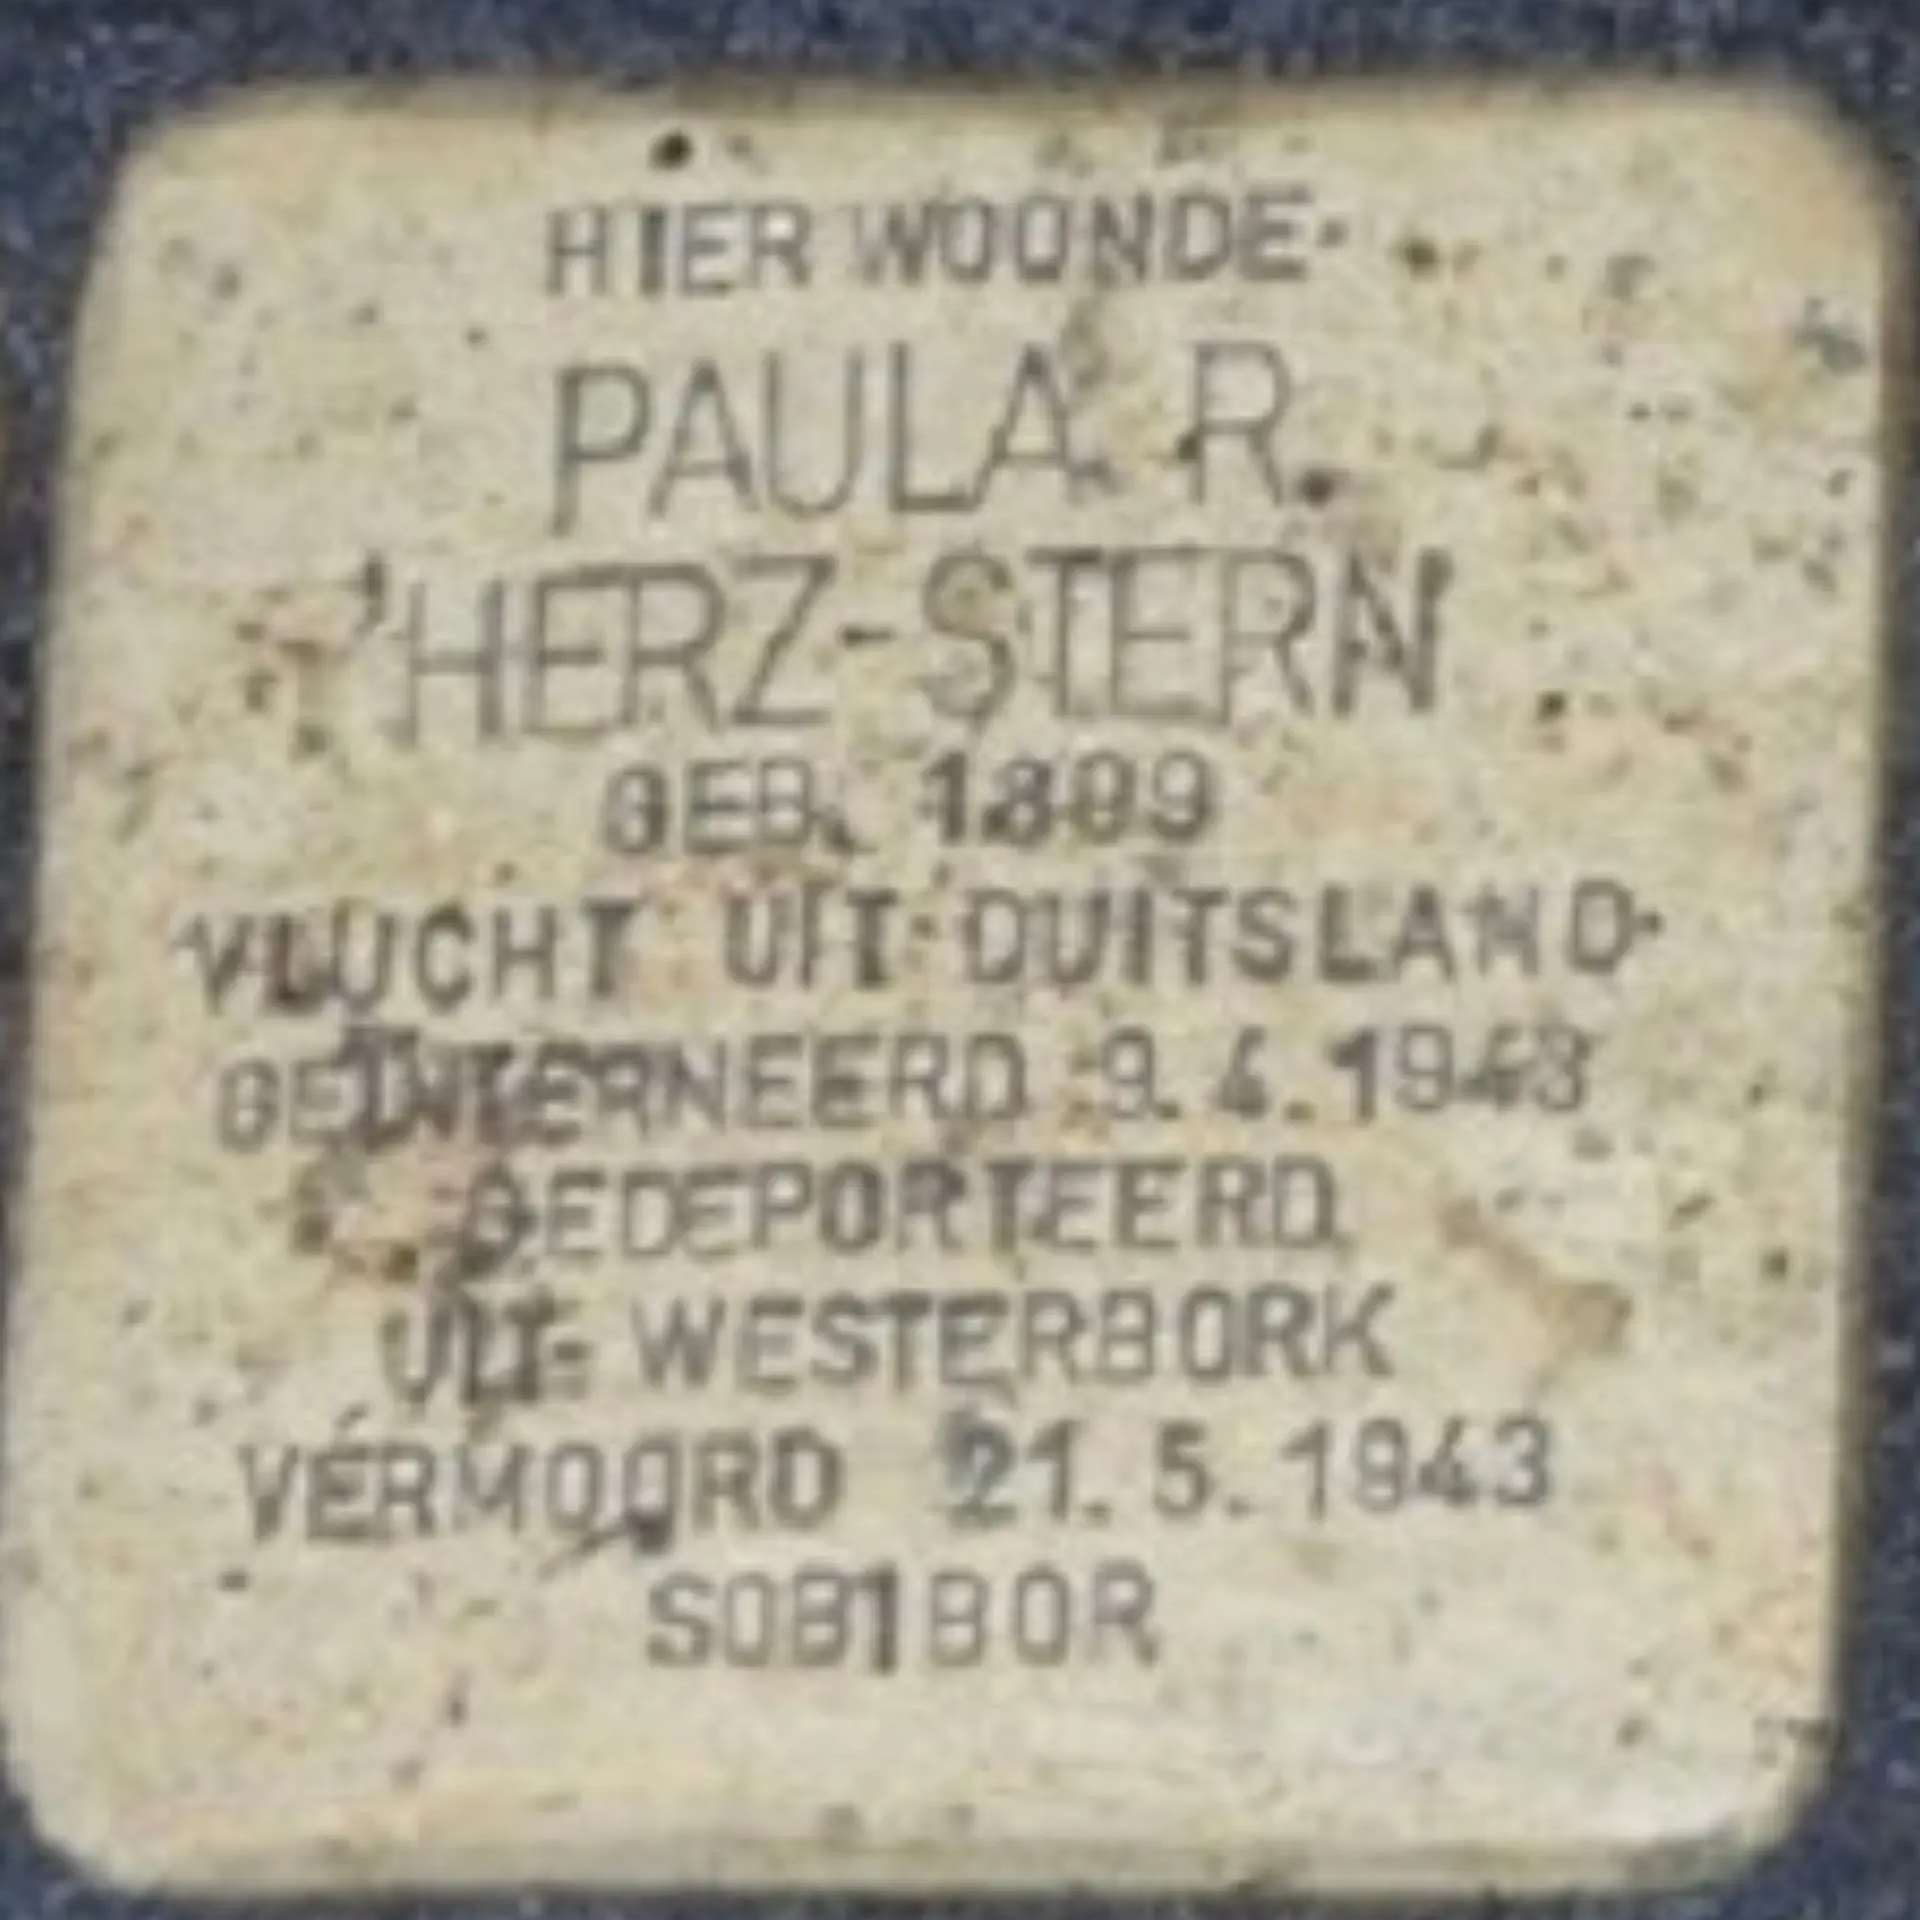 HIER WOONDE
PAULA R.
HERZ-STERN
GEB. 1899
VLUCHT UIT DUITSLAND
GEÏNTERNEERD 9.4.1943
GEDEPORTEERD
UIT WESTERBORK
VERMOORD 21.5.1943
SOBIBOR